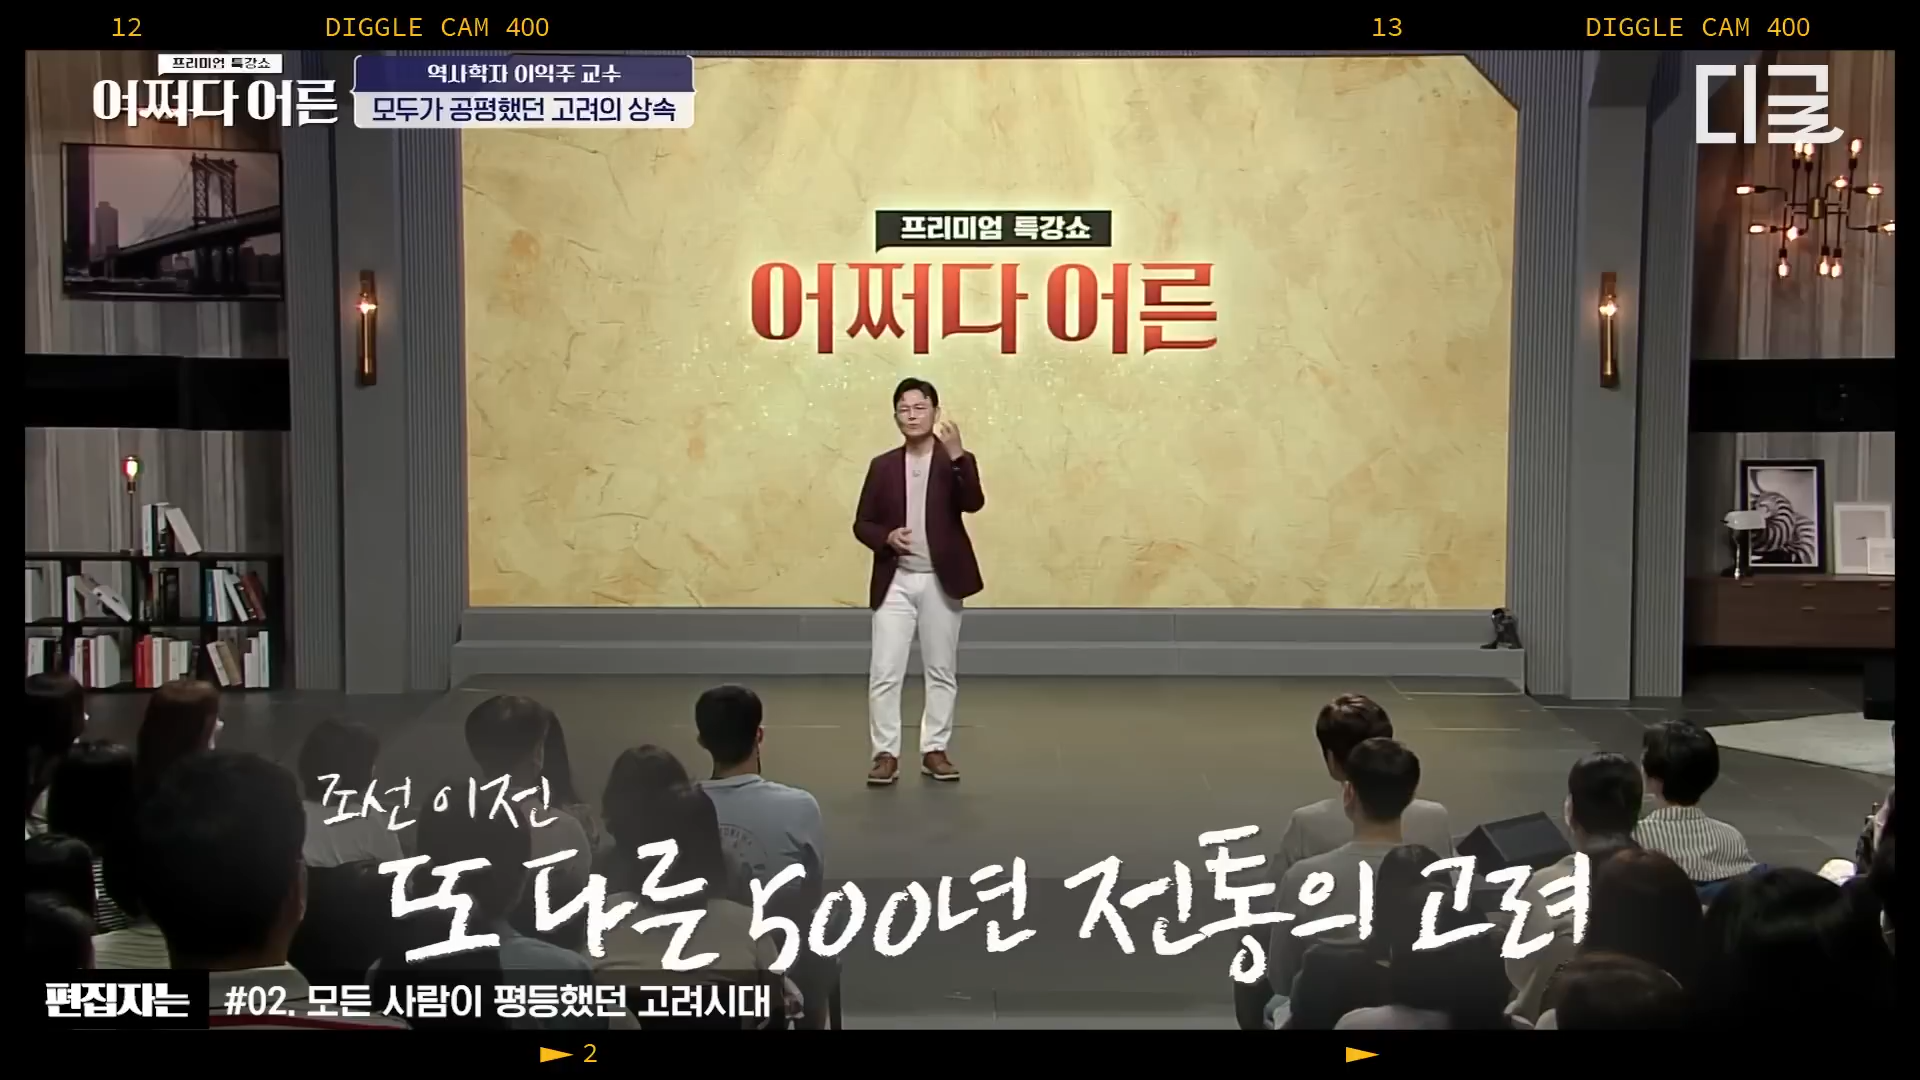 12
DIGGLE CAM 400
13
DIGGLE CAM 400
프리미엄 특강쇼
어쩌다 어른
역사학자 이익주 교수
모두가 공평했던 고려의 상속
디글
프리미엄 특강쇼
어쩌다 어른
조선 이전
또 다른 500년 전통의 고려
편집자는
#02. 모든 사람이 평등했던 고려시대
2